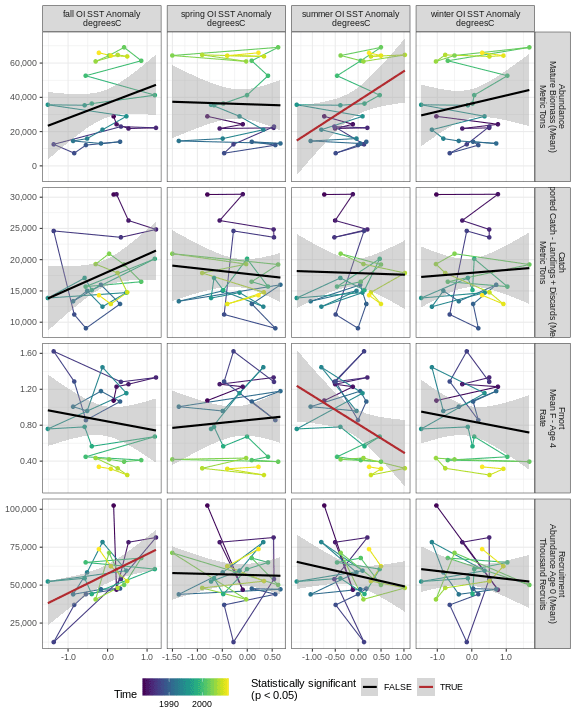 fall OI SST Anomaly
degreesC
spring OI SST Anomaly
degreesC
summer OI SST Anomaly
degreesC
winter OI SST Anomaly
degreesC
60,000
40,000
20,000
0
Abundance
Mature Biomass (Mean)
Metric Tons
30,000
25,000
20,000
15,000
10,000
Catch
ported Catch - Landings + Discards (Me
Metric Tons
1.60
1.20
0.80
0.40
Fmort
Mean F - Age 4
Rate
100,000
75,000
50,000
25,000
Recruitment
Abundance Age 0 (Mean)
Thousand Recruits
-1.0 0.0 1.0
-1.50 -1.00 -0.50 0.00 0.50
-1.00 -0.50 0.00 0.50 1.00
-1.0 0.0 1.0
Time
1990 2000
Statistically significant
(p < 0.05)
FALSE
TRUE